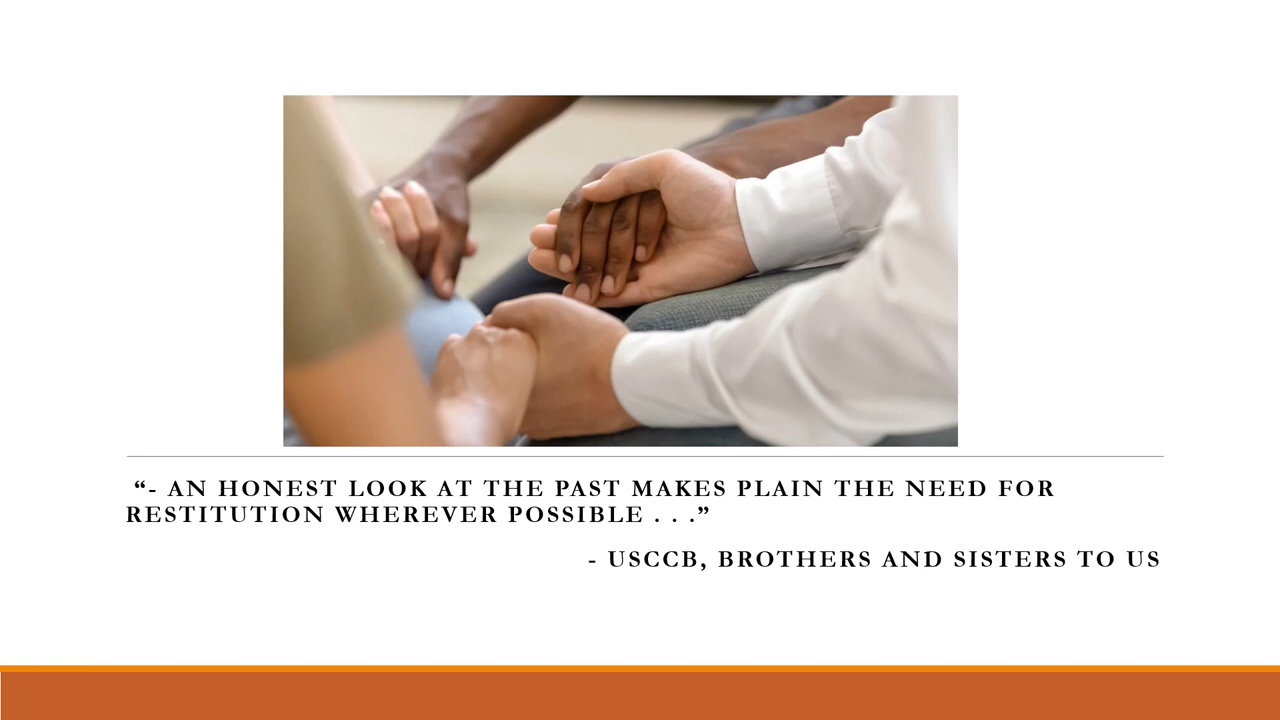 “- AN HONEST LOOK AT THE PAST MAKES PLAIN THE NEED FOR
RESTITUTION WHEREVER POSSIBLE . . .”
- USCCB, BROTHERS AND SISTERS TO US